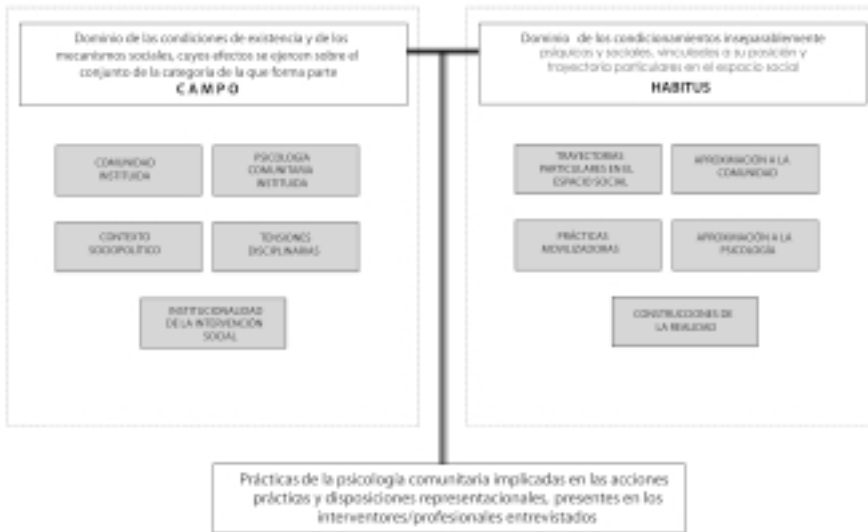 Dominio de las condiciones de existencia y de los
mecanismos sociales, cuyos efectos se ejercen sobre el
conjunto de la categoría de la que forma parte
CAMPO
COMUNIDAD
INSTITUIDA
PSICOLOGÍA
COMUNITARIA
INSTITUIDA
CONTEXTO
SOCIOPOLÍTICO
TENSIONES
DISCIPLINARIAS
INSTITUCIONALIDAD
DE LA INTERVENCIÓN
SOCIAL
Dominio de los condicionamientos inseparablemente
psíquicos y sociales, vinculados a su posición y
trayectoria particulares en el espacio social
HABITUS
TRAYECTORIAS
PARTICULARES EN EL
ESPACIO SOCIAL
APROXIMACIÓN A LA
COMUNIDAD
PRÁCTICAS
MOVILIZADORAS
APROXIMACIÓN A LA
PSICOLOGÍA
CONSTRUCCIONES DE
LA REALIDAD
Prácticas de la psicología comunitaria implicadas en las acciones
prácticas y disposiciones representacionales, presentes en los
interventores/profesionales entrevistados